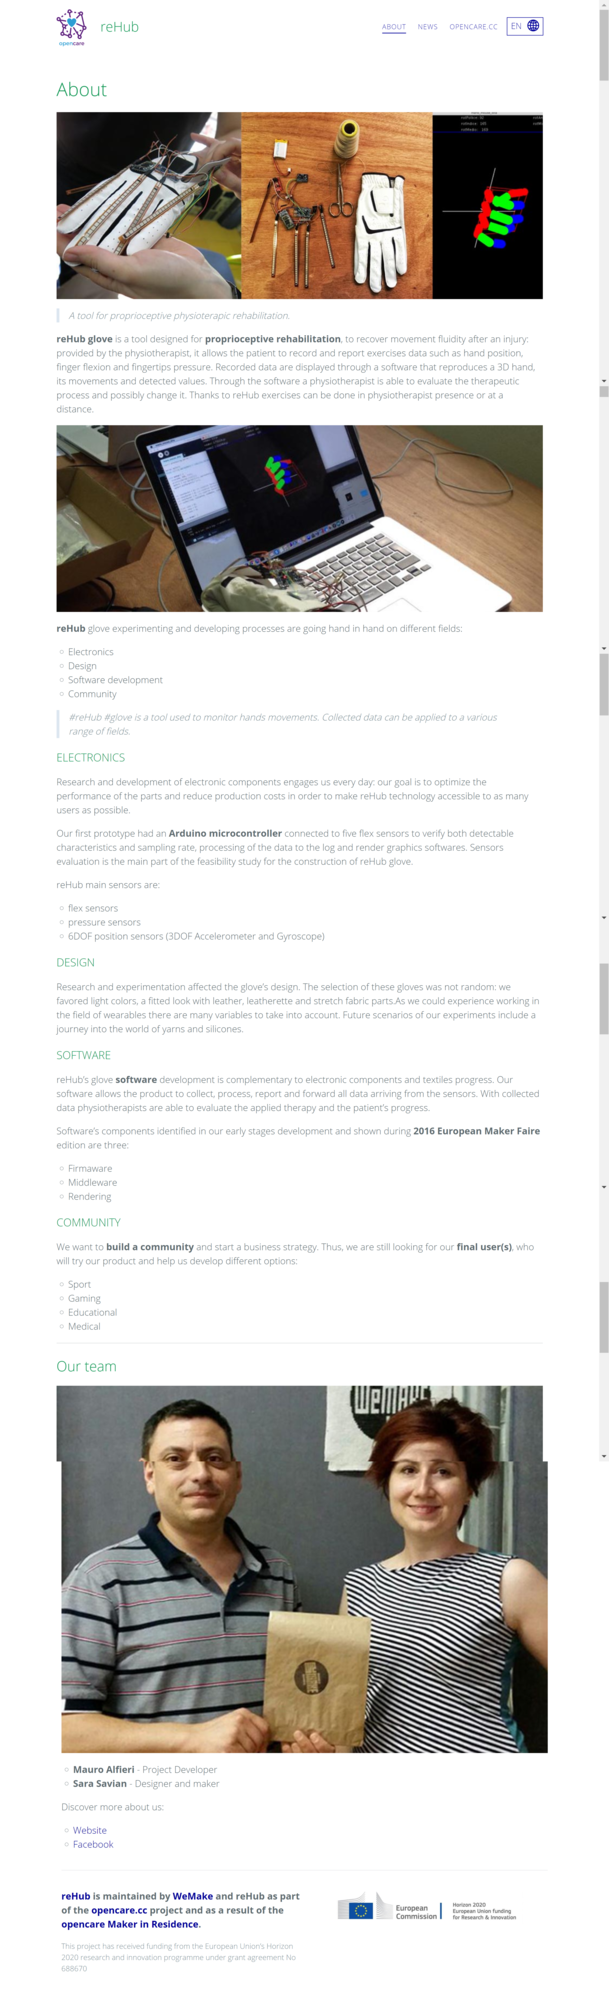 opencare
reHub
ABOUT NEWS OPENCARE.CC EN
About
A tool for proprioceptive physioterapic rehabilitation.
reHub glove is a tool designed for proprioceptive rehabilitation, to recover movement fluidity after an injury:
provided by the physiotherapist, it allows the patient to record and report exercises data such as hand position,
finger flexion and fingertips pressure. Recorded data are displayed through a software that reproduces a 3D hand,
its movements and detected values. Through the software a physiotherapist is able to evaluate the therapeutic
process and possibly change it. Thanks to reHub exercises can be done in physiotherapist presence or at a
distance.
reHub glove experimenting and developing processes are going hand in hand on different fields:
Electronics
Design
Software development
Community
#reHub #glove is a tool used to monitor hands movements. Collected data can be applied to a various
range of fields.
ELECTRONICS
Research and development of electronic components engages us every day: our goal is to optimize the
performance of the parts and reduce production costs in order to make reHub technology accessible to as many
users as possible.
Our first prototype had an Arduino microcontroller connected to five flex sensors to verify both detectable
characteristics and sampling rate, processing of the data to the log and render graphics softwares. Sensors
evaluation is the main part of the feasibility study for the construction of reHub glove.
reHub main sensors are:
flex sensors
pressure sensors
6DOF position sensors (3DOF Accelerometer and Gyroscope)
DESIGN
Research and experimentation affected the glove's design. The selection of these gloves was not random: we
favored light colors, a fitted look with leather, leatherette and stretch fabric parts.As we could experience working in
the field of wearables there are many variables to take into account. Future scenarios of our experiments include a
journey into the world of yarns and silicones.
SOFTWARE
reHub's glove software development is complementary to electronic components and textiles progress. Our
software allows the product to collect, process, report and forward all data arriving from the sensors. With collected
data physiotherapists are able to evaluate the applied therapy and the patient's progress.
Software's components identified in our early stages development and shown during 2016 European Maker Faire
edition are three:
Firmaware
Middleware
Rendering
COMMUNITY
We want to build a community and start a business strategy. Thus, we are still looking for our final user(s), who
will try our product and help us develop different options:
Sport
Gaming
Educational
Medical
Our team
WeMAKE
Mauro Alfieri - Project Developer
Sara Savian - Designer and maker
Discover more about us:
Website
Facebook
reHub is maintained by WeMake and reHub as part
of the opencare.cc project and as a result of the
opencare Maker in Residence.
This project has received funding from the European Union's Horizon
2020 research and innovation programme under grant agreement No
688670
European
Commission
Horizon 2020
European Union funding
for Research & Innovation